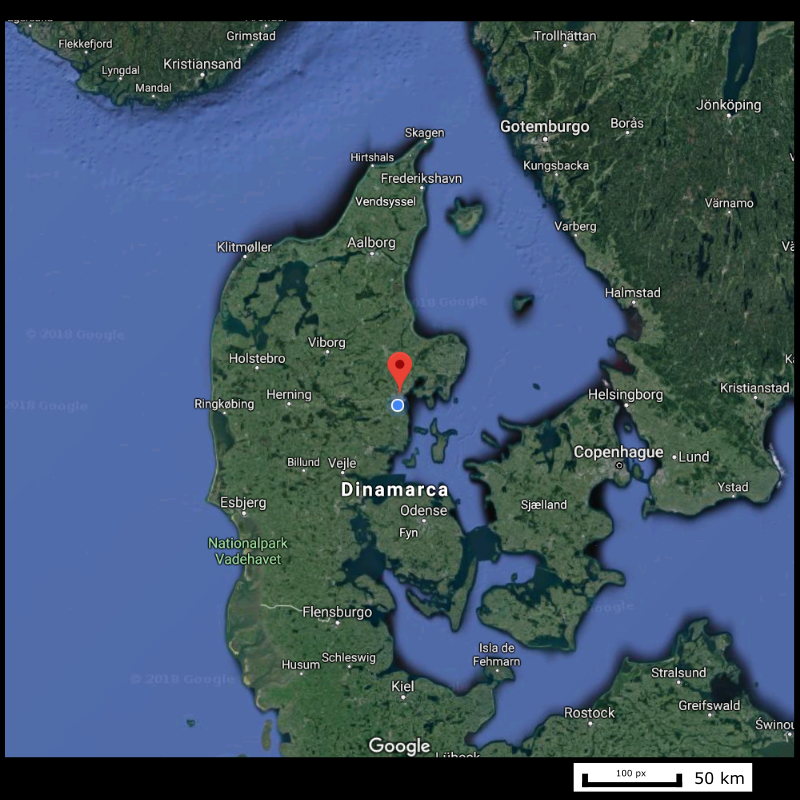 Grimstad
Trollhättan
Flekkefjord
Kristiansand
Lyngdal
Mandal
Jönköping
Gotemburgo
Borås
Skagen
Hirtshals
Kungsbacka
Frederikshavn
Vendsyssel
Värnamo
Varberg
Aalborg
Klitmøller
Vä
Halmstad
2018 Google
© 2018 Google
Viborg
Holstebro
Kristianstad
Herning
Helsingborg
Ringkøbing
2018 Google
Copenhague
Lund
Billund
Vejle
Dinamarca
Ystad
Esbjerg
Sjælland
Odense
Fyn
Nationalpark
Vadehavet
Flensburgo
Isla de
Fehmarn
Schleswig
Husum
Stralsund
© 2018 Google
Kiel
Greifswald
Rostock
Świnou
Google
100 px
50 km